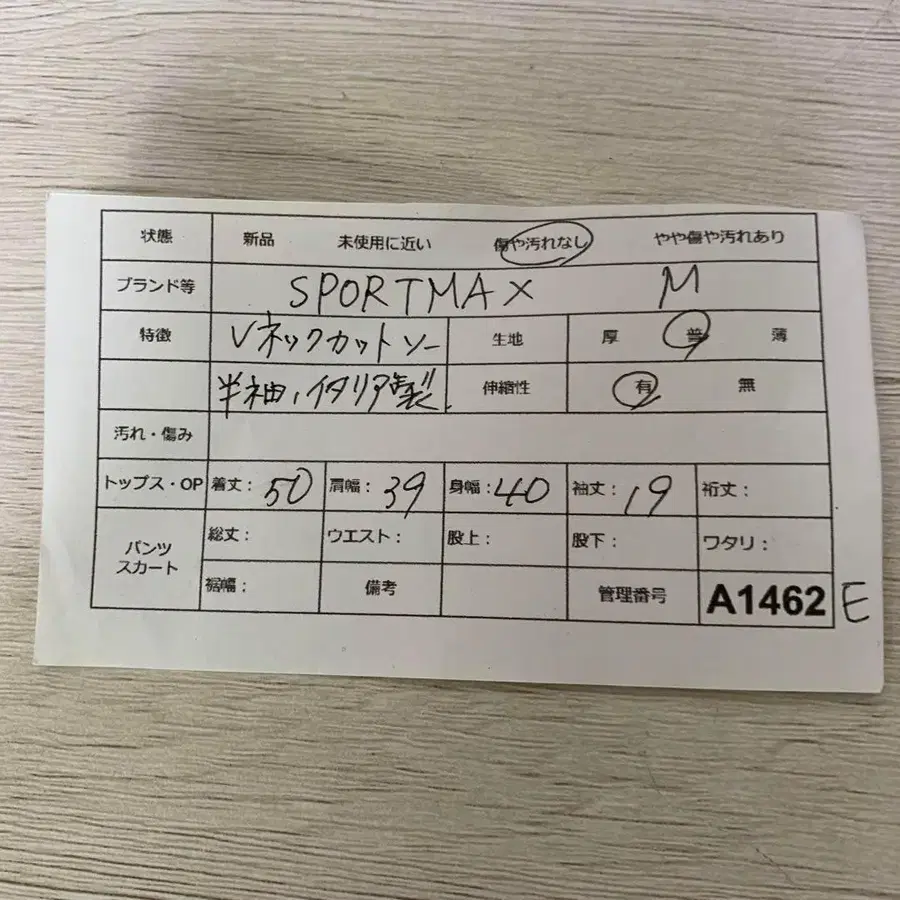 状態 新品 未使用に近い 傷や汚れなし やや傷や汚れあり
ブランド等 SPORTMAX M
特徴 Vネックカットソー 生地 厚 普 薄
半袖、イタリア製 伸縮性 有 無
汚れ・傷み
トップス・OP 着丈: 50 肩幅: 39 身幅: 40 袖丈: 19 裄丈:
パンツ スカート 総丈: ウエスト: 股上: 股下: ワタリ:
裾幅: 備考 管理番号 A1462 E